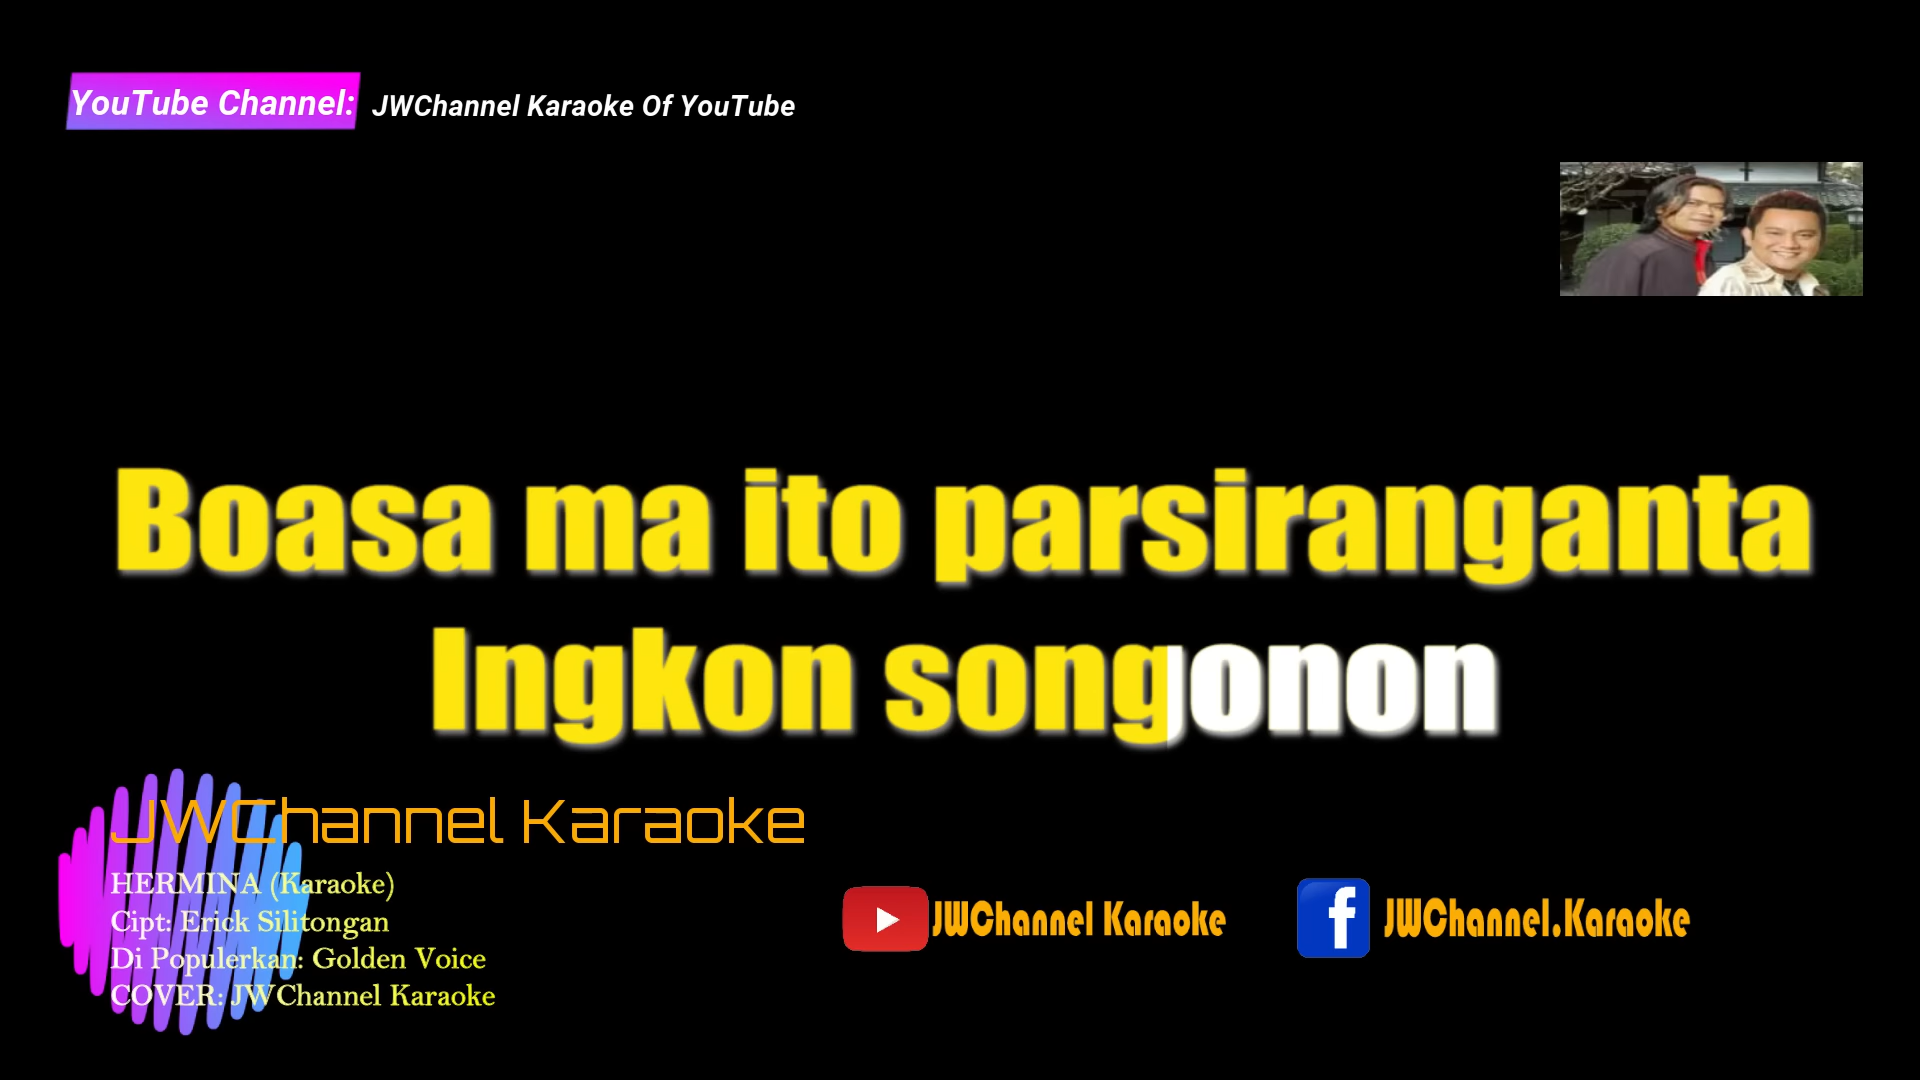 YouTube Channel: JWChannel Karaoke Of YouTube
Boasa ma ito parsiranganta
Ingkon songonon
JWChannel Karaoke
HERMINA (Karaoke)
Cipt: Erick Silitongan
Di Populerkan: Golden Voice
COVER: JWChannel Karaoke
JWChannel Karaoke
JWChannel.Karaoke